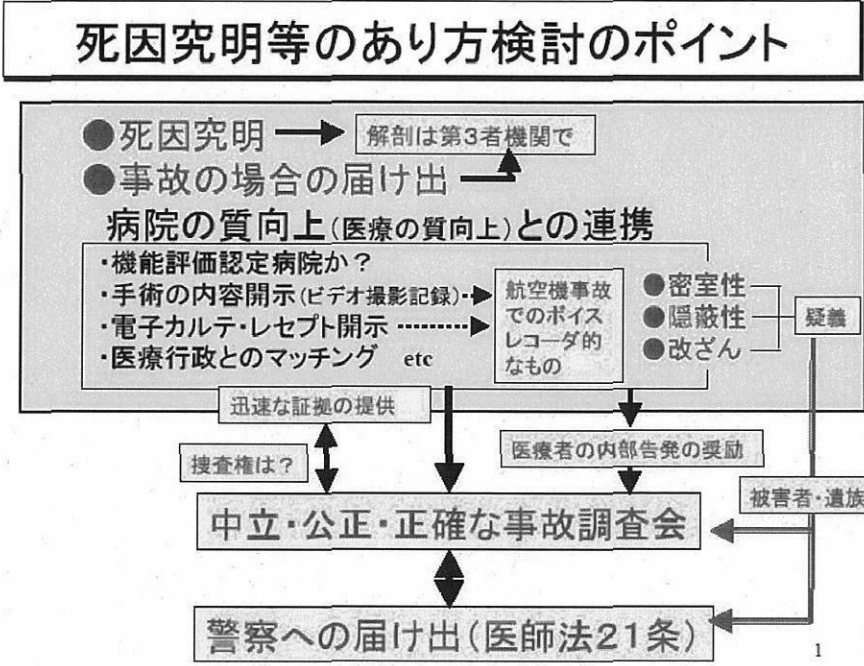 死因究明等のあり方検討のポイント
●死因究明
解剖は第3者機関で
●事故の場合の届け出
病院の質向上(医療の質向上)との連携
・機能評価認定病院か？
・手術の内容開示(ビデオ撮影記録)
・電子カルテ・レセプト開示
・医療行政とのマッチング etc
航空機事故
でのボイス
レコーダ的
なもの
●密室性
●隠蔽性
●改ざん
疑義
迅速な証拠の提供
捜査権は？
医療者の内部告発の奨励
被害者・遺族
中立・公正・正確な事故調査会
警察への届け出(医師法21条)
1